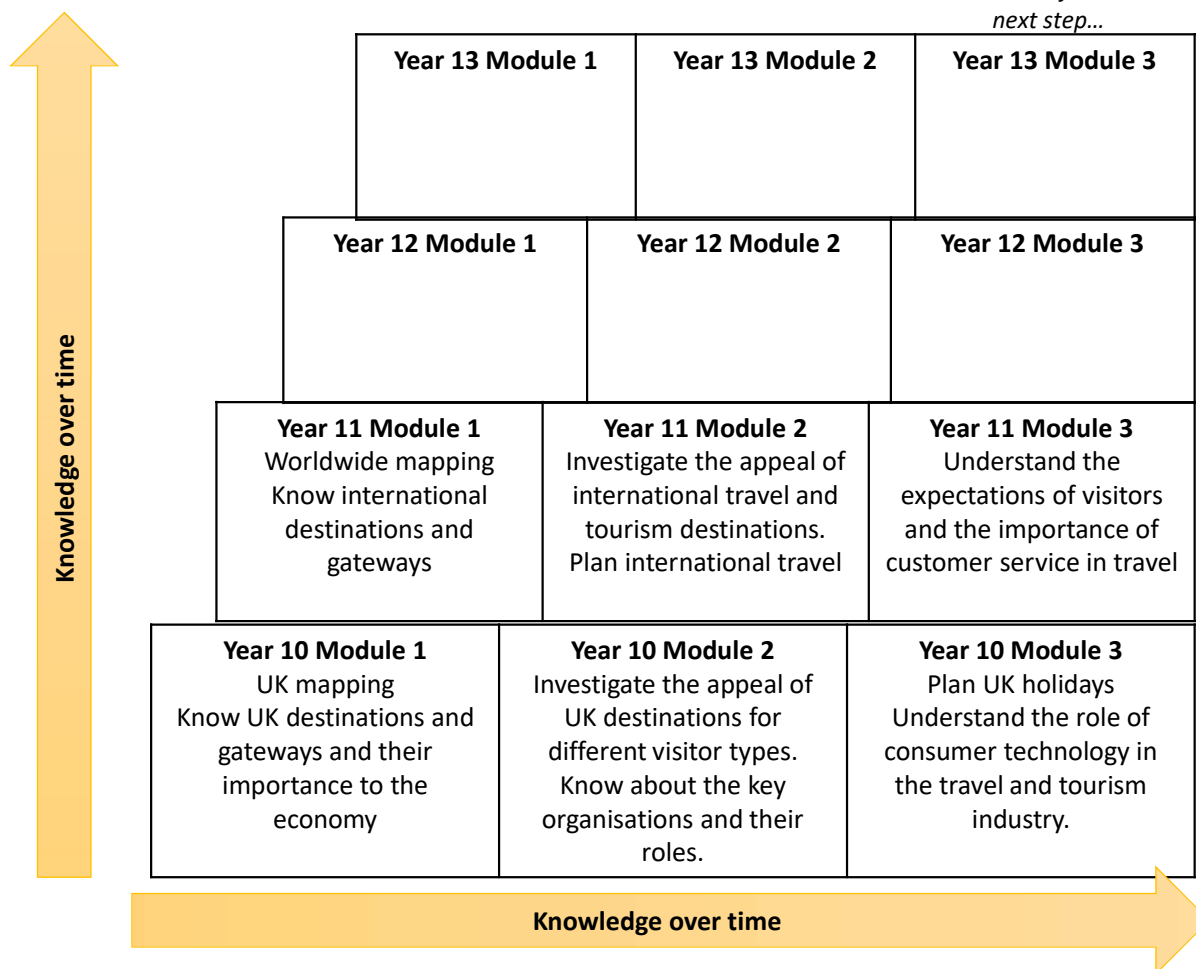 next step...
Year 13 Module 1
Year 13 Module 2
Year 13 Module 3
Year 12 Module 1
Year 12 Module 2
Year 12 Module 3
Year 11 Module 1
Worldwide mapping
Know international
destinations and
gateways
Year 11 Module 2
Investigate the appeal of
international travel and
tourism destinations.
Plan international travel
Year 11 Module 3
Understand the
expectations of visitors
and the importance of
customer service in travel
Year 10 Module 1
UK mapping
Know UK destinations and
gateways and their
importance to the
economy
Year 10 Module 2
Investigate the appeal of
UK destinations for
different visitor types.
Know about the key
organisations and their
roles.
Year 10 Module 3
Plan UK holidays
Understand the role of
consumer technology in
the travel and tourism
industry.
Knowledge over time
Knowledge over time